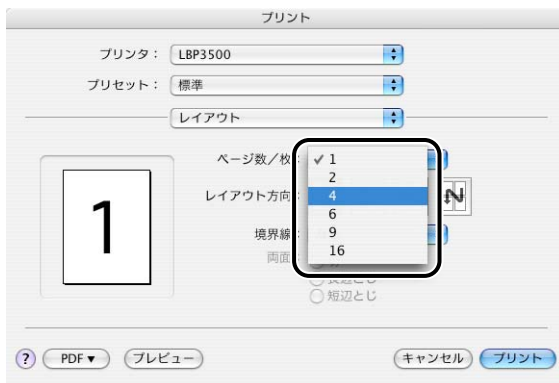 プリント
プリンタ： LBP3500
プリセット： 標準
レイアウト
ページ数／枚： ✓ 1
2
レイアウト方向： 4
6
境界線： 9
両面： 16
短辺とじ
1
? PDF▼ プレビュー キャンセル プリント